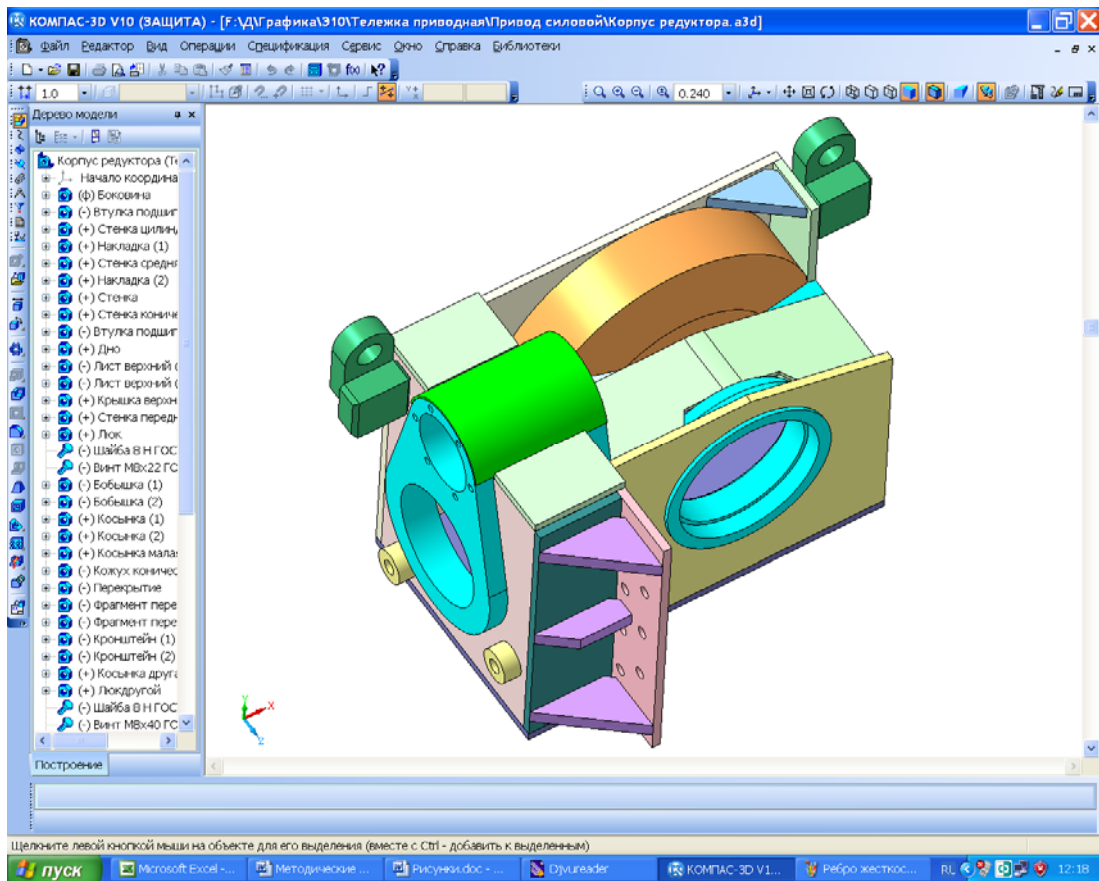 КОМПАС-3D V10 (ЗАЩИТА) - [F:\Д\Графика\Э10\Тележка приводная\Привод силовой\Корпус редуктора.a3d]
Файл Редактор Вид Операции Спецификация Сервис Окно Справка Библиотеки
1.0 0.240
Дерево модели
Корпус редуктора (Те
Начало координа
(ф) Боковина
(-) Втулка подшип
(+) Стенка цилинд
(+) Накладка (1)
(+) Стенка средня
(+) Накладка (2)
(+) Стенка
(+) Стенка кониче
(-) Втулка подшип
(+) Дно
(-) Лист верхний (
(-) Лист верхний (
(+) Крышка верхн
(+) Стенка передн
(+) Люк
(-) Шайба 8 Н ГОС
(-) Винт М8х22 ГС
(-) Бобышка (1)
(-) Бобышка (2)
(+) Косынка (1)
(+) Косынка (2)
(+) Косынка мала
(-) Кожух коничес
(-) Перекрытие
(-) Фрагмент пере
(-) Фрагмент пере
(-) Кронштейн (1)
(-) Кронштейн (2)
(+) Косынка друга
(+) Люкдругой
(-) Шайба 8 Н ГОС
(-) Винт М8х40 ГС
Y X Z
Построение
Щелкните левой кнопкой мыши на объекте для его выделения (вместе с Ctrl - добавить к выделенным)
пуск Microsoft Excel -... Методические ... Рисунки.doc - ... Djvureader КОМПАС-3D V1... Ребро жесткос... RL 12:18